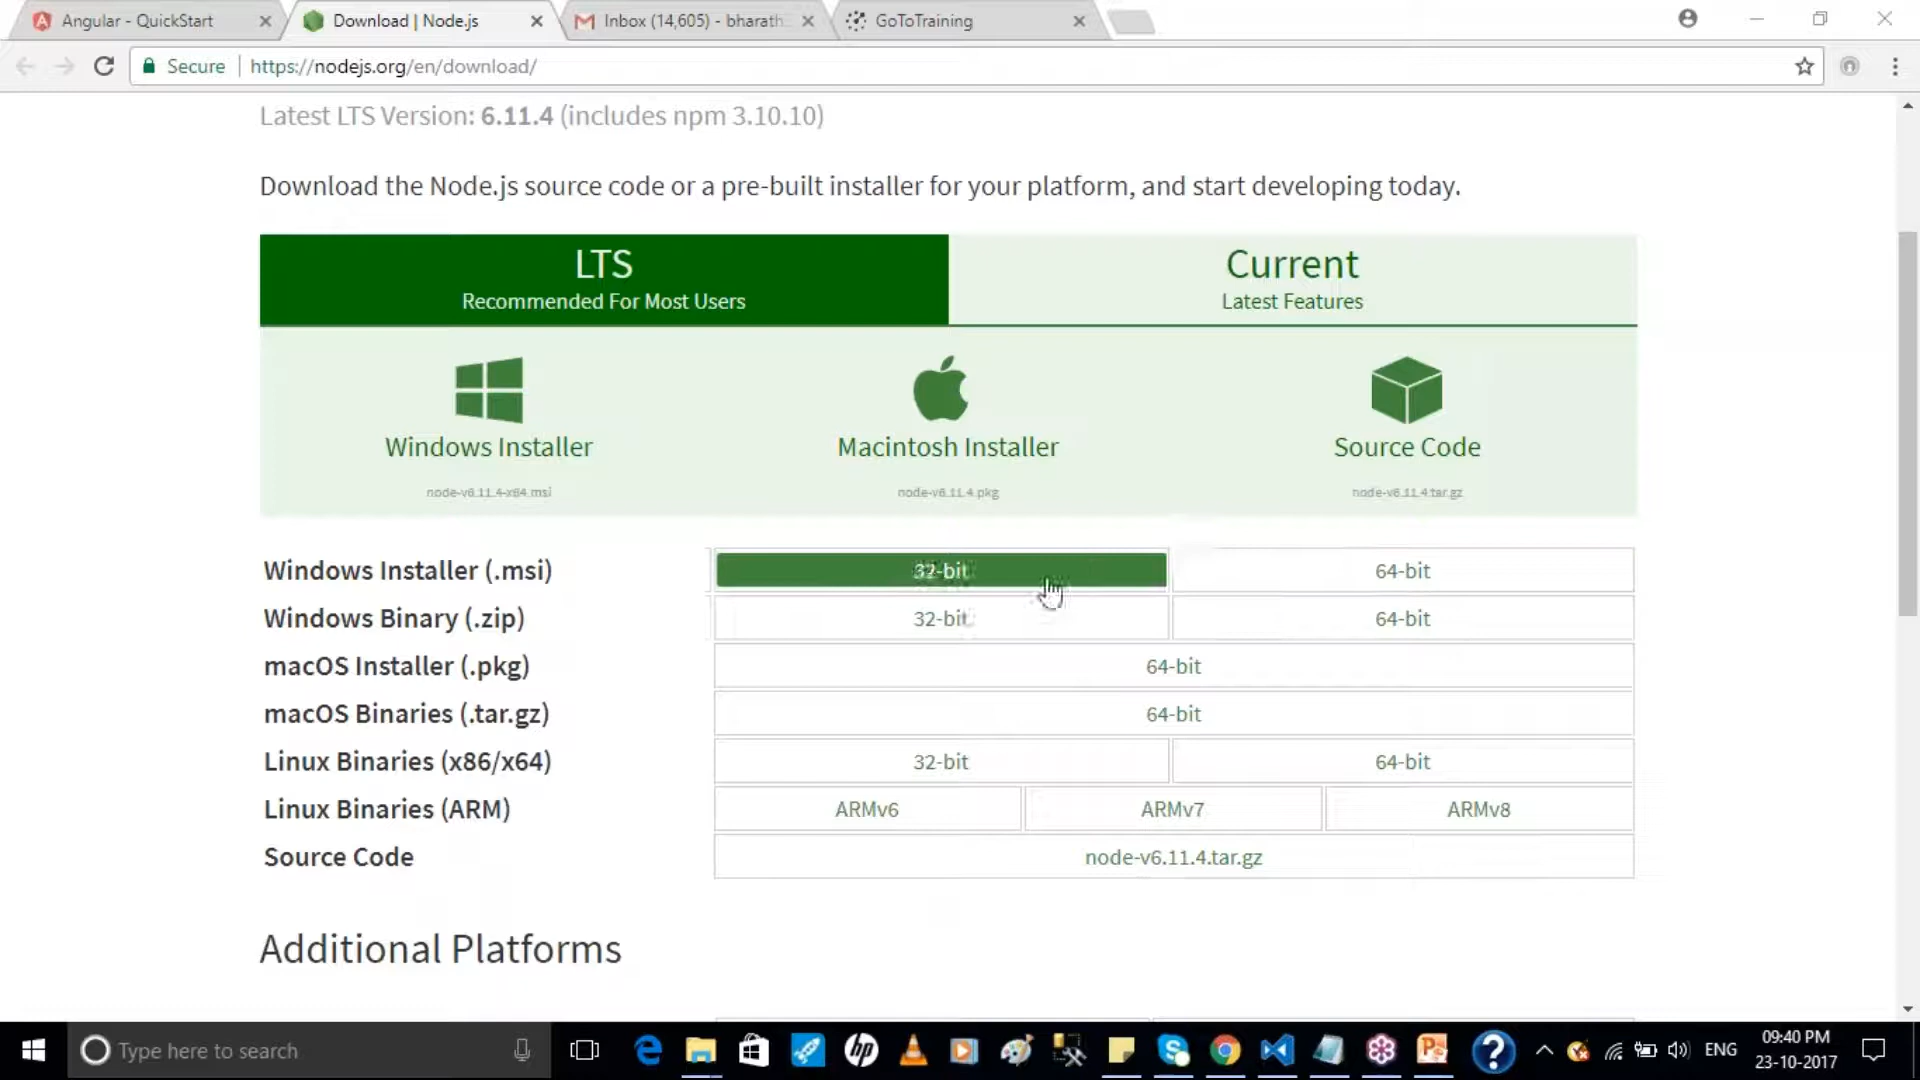 Angular - QuickStart
Download | Node.js
Inbox (14,605) - bharath
GoToTraining
Secure
https://nodejs.org/en/download/
Latest LTS Version: 6.11.4 (includes npm 3.10.10)
Download the Node.js source code or a pre-built installer for your platform, and start developing today.
LTS
Recommended For Most Users
Current
Latest Features
Windows Installer
node-v6.11.4-x64.msi
Macintosh Installer
node-v6.11.4.pkg
Source Code
node-v6.11.4.tar.gz
Windows Installer (.msi) 32-bit 64-bit
Windows Binary (.zip) 32-bit 64-bit
macOS Installer (.pkg) 64-bit
macOS Binaries (.tar.gz) 64-bit
Linux Binaries (x86/x64) 32-bit 64-bit
Linux Binaries (ARM) ARMv6 ARMv7 ARMv8
Source Code node-v6.11.4.tar.gz
Additional Platforms
Type here to search
hp
ENG
09:40 PM
23-10-2017